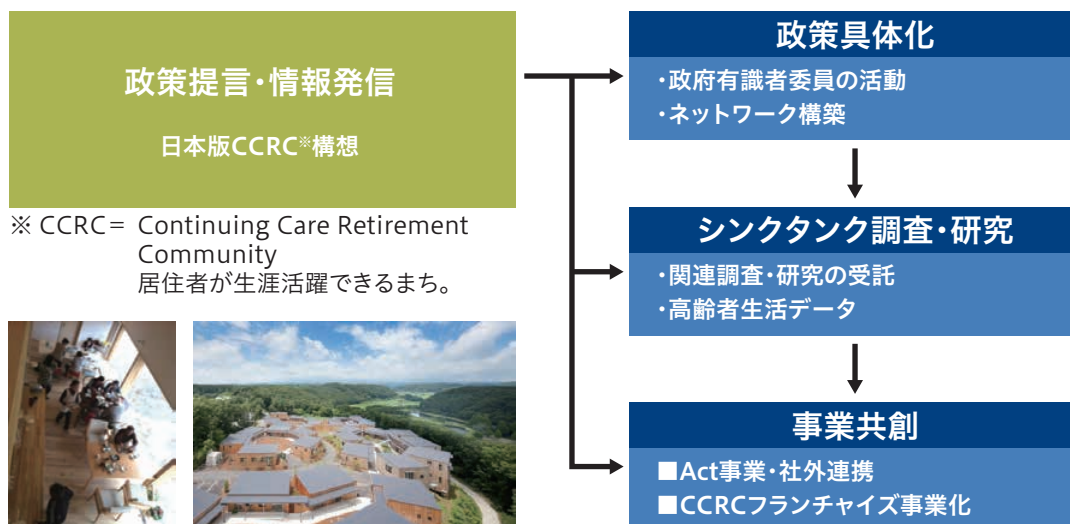 政策提言・情報発信
日本版CCRC※構想
※ CCRC= Continuing Care Retirement
Community
居住者が生涯活躍できるまち。
政策具体化
・政府有識者委員の活動
・ネットワーク構築
シンクタンク調査・研究
・関連調査・研究の受託
・高齢者生活データ
事業共創
■Act事業・社外連携
■CCRCフランチャイズ事業化